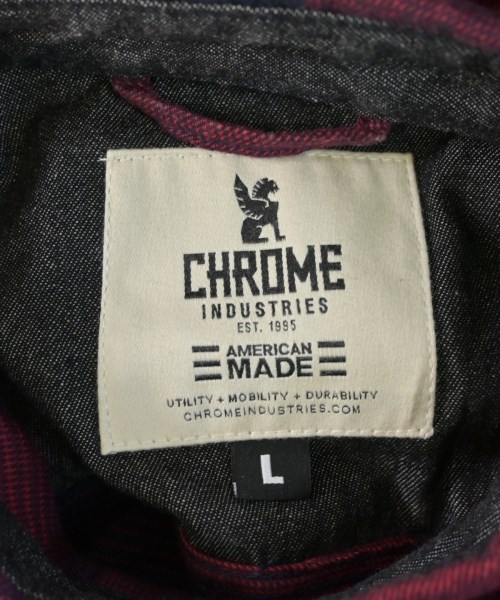 CHROME
INDUSTRIES
EST. 1995
AMERICAN
MADE
UTILITY + MOBILITY + DURABILITY
CHROMEINDUSTRIES.COM
L